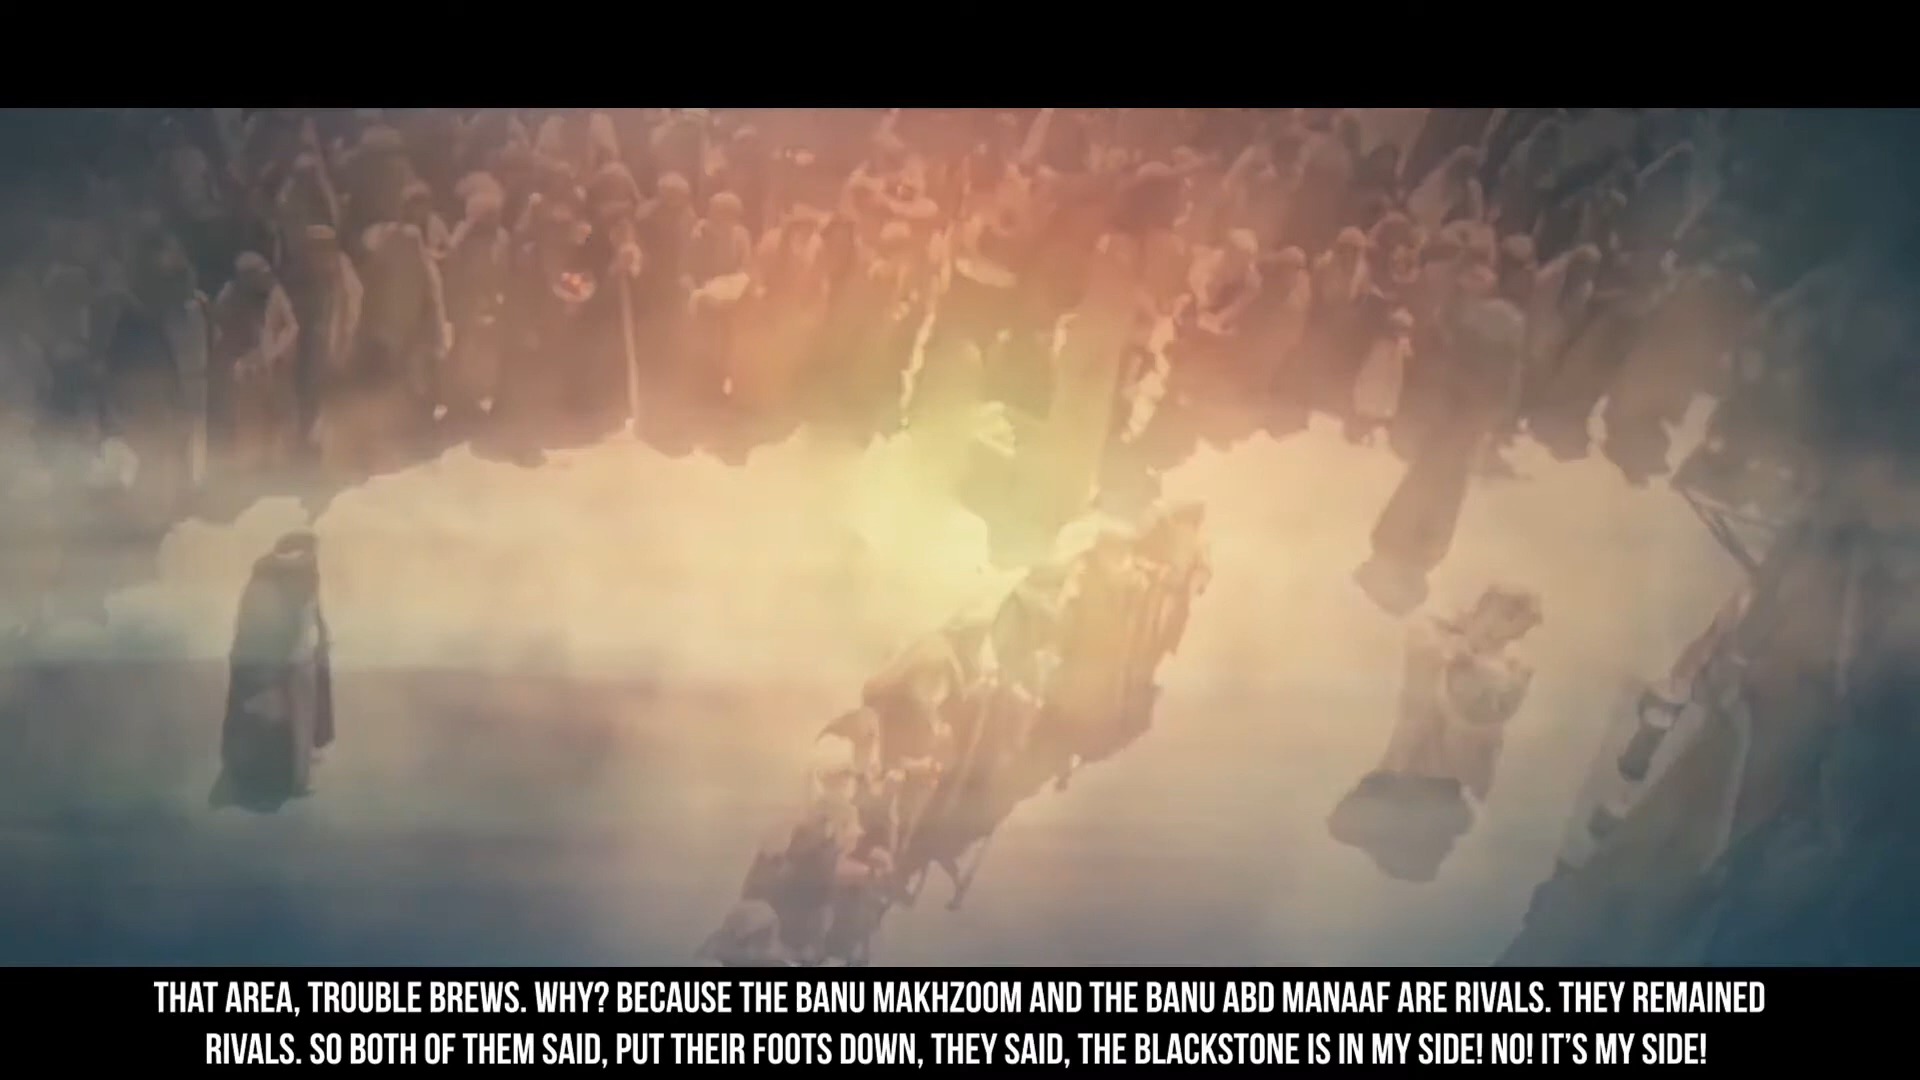 THAT AREA, TROUBLE BREWS. WHY? BECAUSE THE BANU MAKHZOOM AND THE BANU ABD MANAAF ARE RIVALS. THEY REMAINED
RIVALS. SO BOTH OF THEM SAID, PUT THEIR FOOTS DOWN, THEY SAID, THE BLACKSTONE IS IN MY SIDE! NO! IT'S MY SIDE!